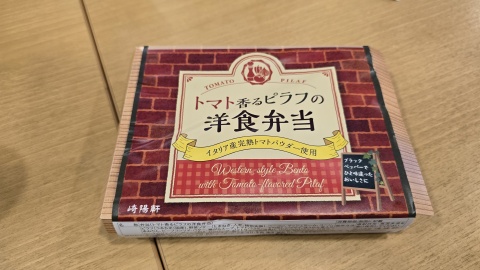 TOMATO PILAF
トマト香るピラフの
洋食弁当
イタリア産完熟トマトパウダー使用
Western-style Bento
with Tomato-flavored Pilaf
ブラック
ペッパーで
ひと味違った
おいしさに
崎陽軒